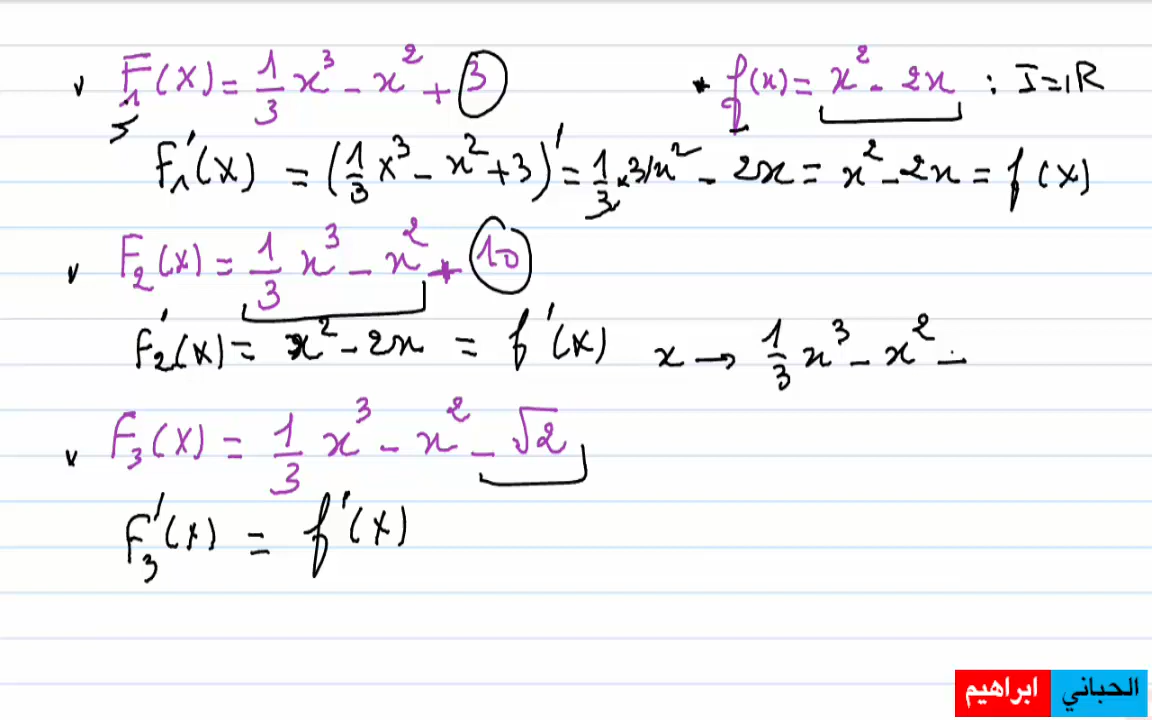 F₁(x) = 1/3 x³ - x² + 3 * f(x) = x² - 2x : I = ℝ
F₁'(x) = (1/3 x³ - x² + 3)' = 1/3 × 3x² - 2x = x² - 2x = f(x)
F₂(x) = 1/3 x³ - x² + 10
F₂'(x) = x² - 2x = f'(x) x → 1/3 x³ - x² -
F₃(x) = 1/3 x³ - x² - √2
F₃'(x) = f'(x)
ابراهيم الحباني